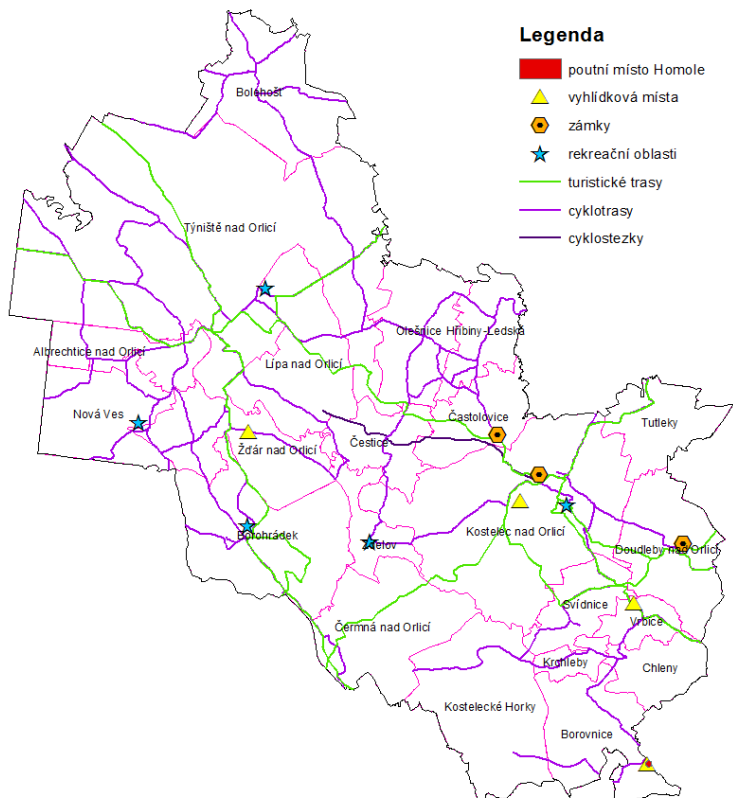 Legenda
poutní místo Homole
vyhlídková místa
zámky
rekreační oblasti
turistické trasy
cyklotrasy
cyklostezky
Bolehošť
Týniště nad Orlicí
Olešnice Hřibiny-Ledská
Albrechtice nad Orlicí
Lípa nad Orlicí
Nová Ves
Častolovice
Tutleky
Čestice
Žďár nad Orlicí
Kostelec nad Orlicí
Borohrádek
Zdelov
Doudleby nad Orlicí
Svídnice
Vrbice
Čermná nad Orlicí
Krchleby
Chleny
Kostelecké Horky
Borovnice